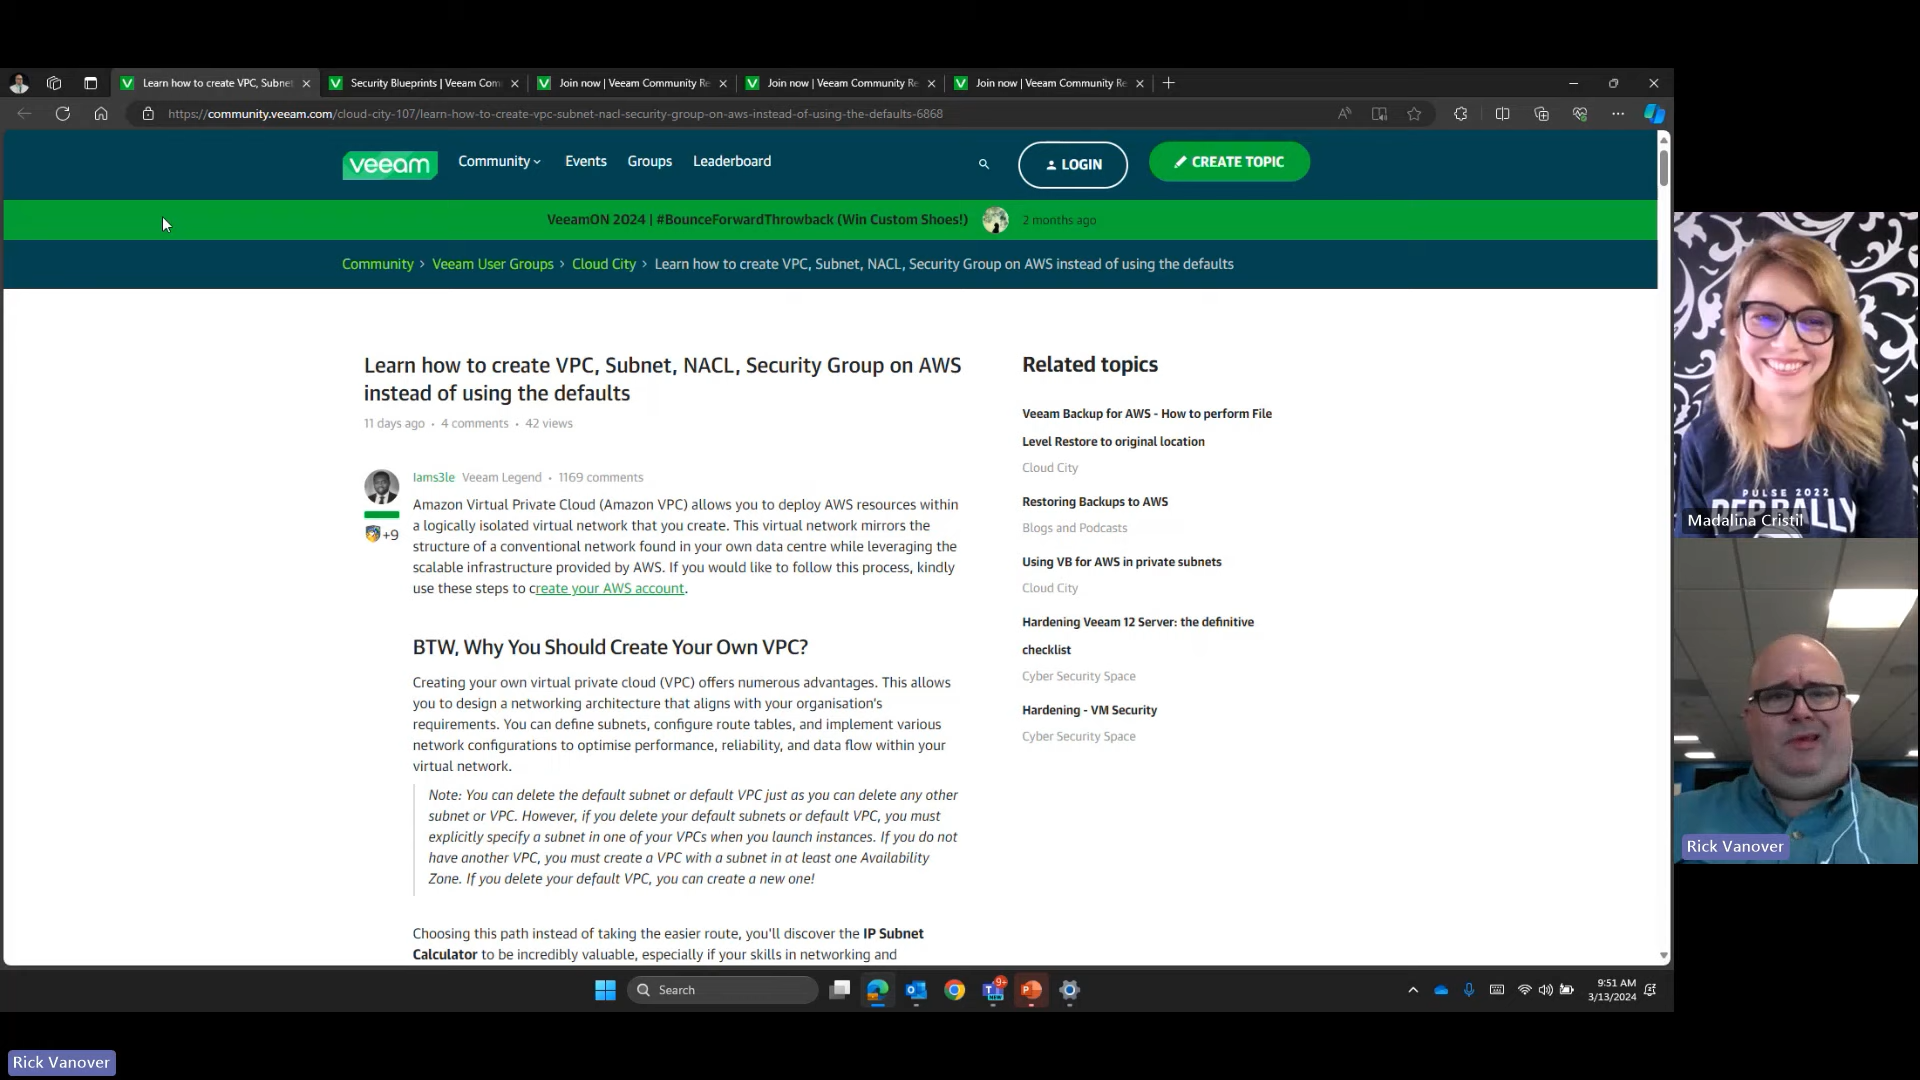 Learn how to create VPC, Subnet
Security Blueprints | Veeam Com
Join now | Veeam Community Re
Join now | Veeam Community Re
Join now | Veeam Community Re
https://community.veeam.com/cloud-city-107/learn-how-to-create-vpc-subnet-nacl-security-group-on-aws-instead-of-using-the-defaults-6868
veeam
Community
Events
Groups
Leaderboard
LOGIN
CREATE TOPIC
VeeamON 2024 | #BounceForwardThrowback (Win Custom Shoes!)
2 months ago
Community > Veeam User Groups > Cloud City > Learn how to create VPC, Subnet, NACL, Security Group on AWS instead of using the defaults
Learn how to create VPC, Subnet, NACL, Security Group on AWS
instead of using the defaults
11 days ago • 4 comments • 42 views
Iams3le Veeam Legend • 1169 comments
+9
Amazon Virtual Private Cloud (Amazon VPC) allows you to deploy AWS resources within
a logically isolated virtual network that you create. This virtual network mirrors the
structure of a conventional network found in your own data centre while leveraging the
scalable infrastructure provided by AWS. If you would like to follow this process, kindly
use these steps to create your AWS account.
BTW, Why You Should Create Your Own VPC?
Creating your own virtual private cloud (VPC) offers numerous advantages. This allows
you to design a networking architecture that aligns with your organisation's
requirements. You can define subnets, configure route tables, and implement various
network configurations to optimise performance, reliability, and data flow within your
virtual network.
Note: You can delete the default subnet or default VPC just as you can delete any other
subnet or VPC. However, if you delete your default subnets or default VPC, you must
explicitly specify a subnet in one of your VPCs when you launch instances. If you do not
have another VPC, you must create a VPC with a subnet in at least one Availability
Zone. If you delete your default VPC, you can create a new one!
Choosing this path instead of taking the easier route, you'll discover the IP Subnet
Calculator to be incredibly valuable, especially if your skills in networking and
Related topics
Veeam Backup for AWS - How to perform File
Level Restore to original location
Cloud City
Restoring Backups to AWS
Blogs and Podcasts
Using VB for AWS in private subnets
Cloud City
Hardening Veeam 12 Server: the definitive
checklist
Cyber Security Space
Hardening - VM Security
Cyber Security Space
PULSE 2022
PEP RALLY
Madalina Cristil
Rick Vanover
Search
9+
9:51 AM
3/13/2024
Rick Vanover